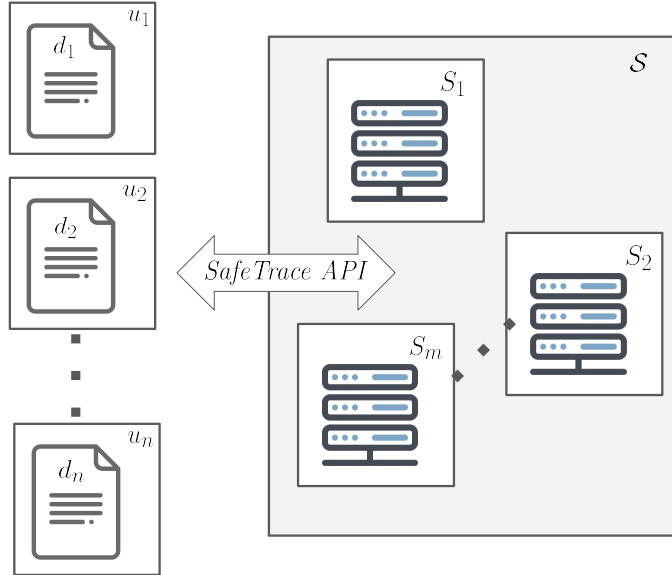 u₁
d₁
u₂
d₂
uₙ
dₙ
SafeTrace API
𝒮
S₁
S₂
Sₘ